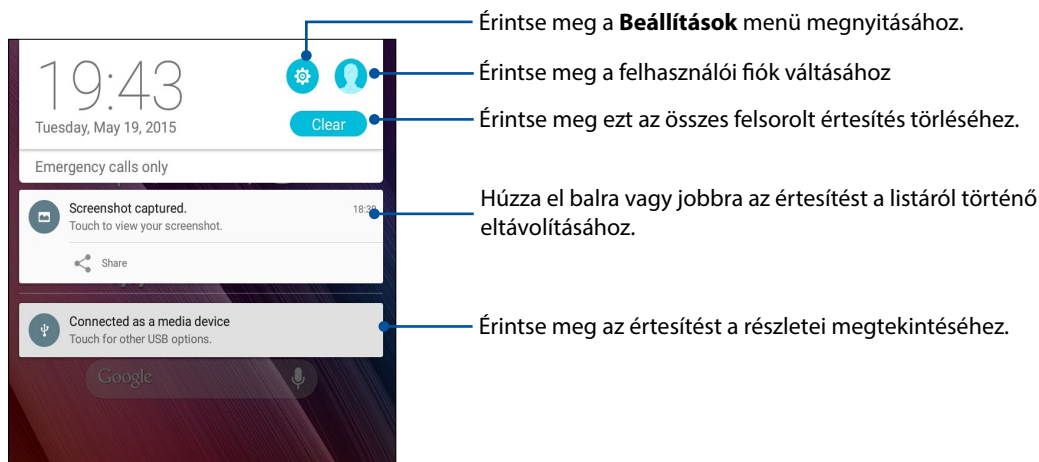 Érintse meg a Beállítások menü megnyitásához.
19:43
Érintse meg a felhasználói fiók váltásához
Tuesday, May 19, 2015
Clear
Érintse meg ezt az összes felsorolt értesítés törléséhez.
Emergency calls only
Screenshot captured.
18:39
Touch to view your screenshot.
Húzza el balra vagy jobbra az értesítést a listáról történő
eltávolításához.
Share
Connected as a media device
Touch for other USB options.
Érintse meg az értesítést a részletei megtekintéséhez.
Google